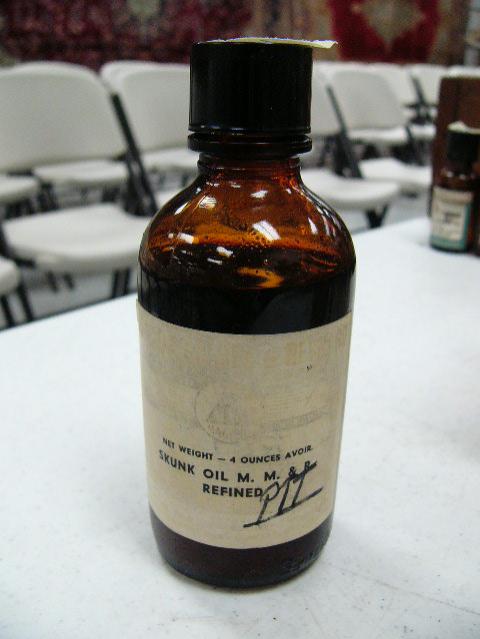 NET WEIGHT — 4 OUNCES AVOIR.
SKUNK OIL M. M. & R.
REFINED